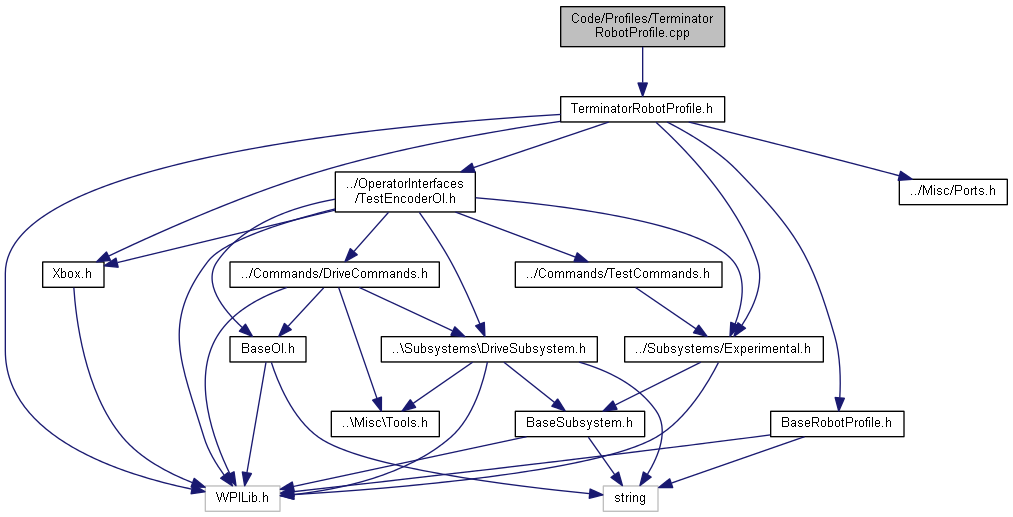 Code/Profiles/Terminator
RobotProfile.cpp
TerminatorRobotProfile.h
../OperatorInterfaces
/TestEncoderOI.h
../Misc/Ports.h
Xbox.h
../Commands/DriveCommands.h
../Commands/TestCommands.h
BaseOI.h
..\Subsystems\DriveSubsystem.h
../Subsystems/Experimental.h
..\Misc\Tools.h
BaseSubsystem.h
BaseRobotProfile.h
WPILib.h
string